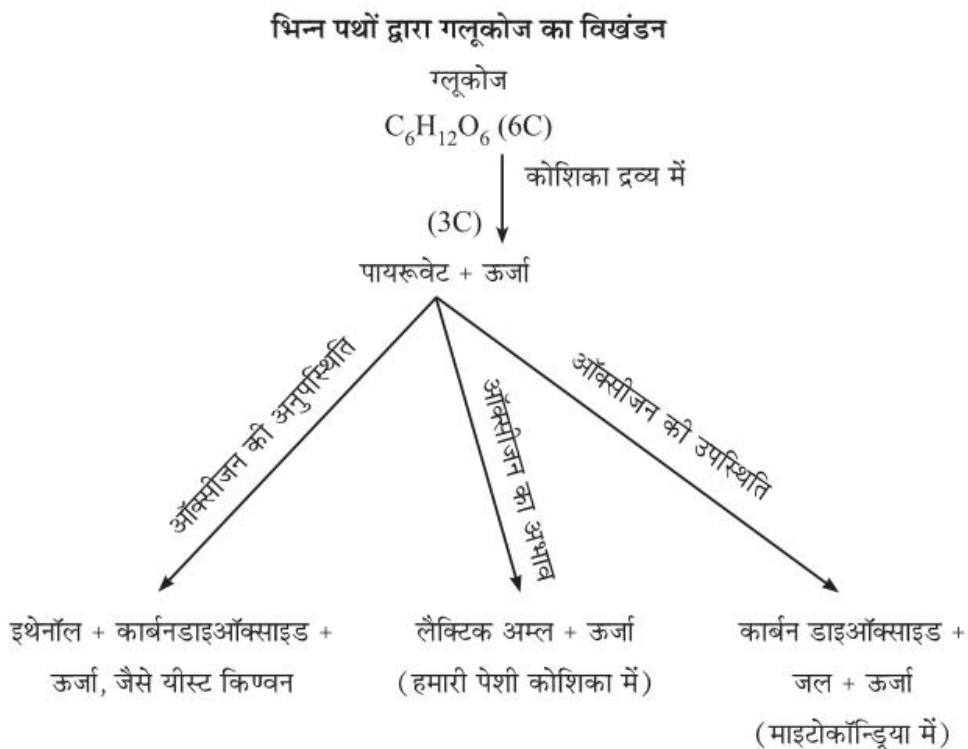 भिन्न पथों द्वारा गलूकोज का विखंडन
ग्लूकोज
C₆H₁₂O₆ (6C)
कोशिका द्रव्य में
(3C)
पायरूवेट + ऊर्जा
ऑक्सीजन की अनुपस्थिति
ऑक्सीजन का अभाव
ऑक्सीजन की उपस्थिति
इथेनॉल + कार्बनडाइऑक्साइड +
ऊर्जा, जैसे यीस्ट किण्वन
लैक्टिक अम्ल + ऊर्जा
(हमारी पेशी कोशिका में)
कार्बन डाइऑक्साइड +
जल + ऊर्जा
(माइटोकॉन्ड्रिया में)